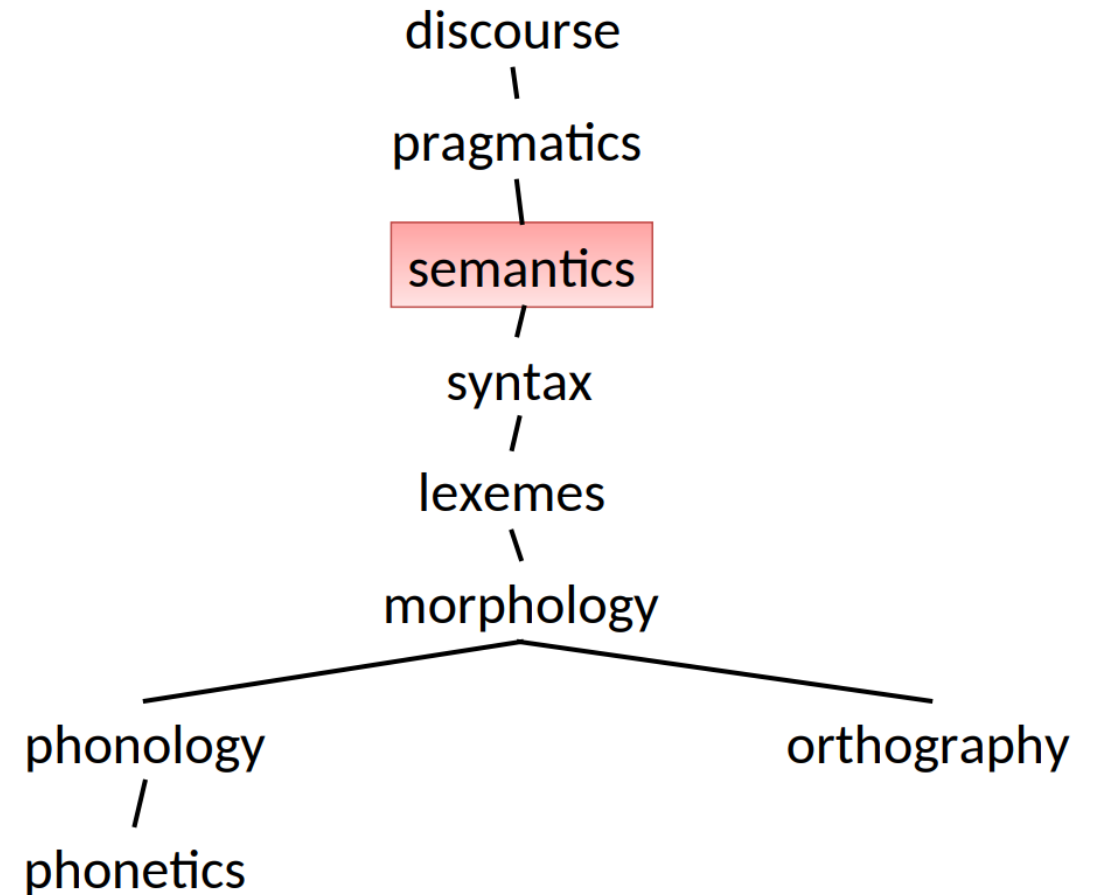 discourse
pragmatics
semantics
syntax
lexemes
morphology
phonology orthography
phonetics